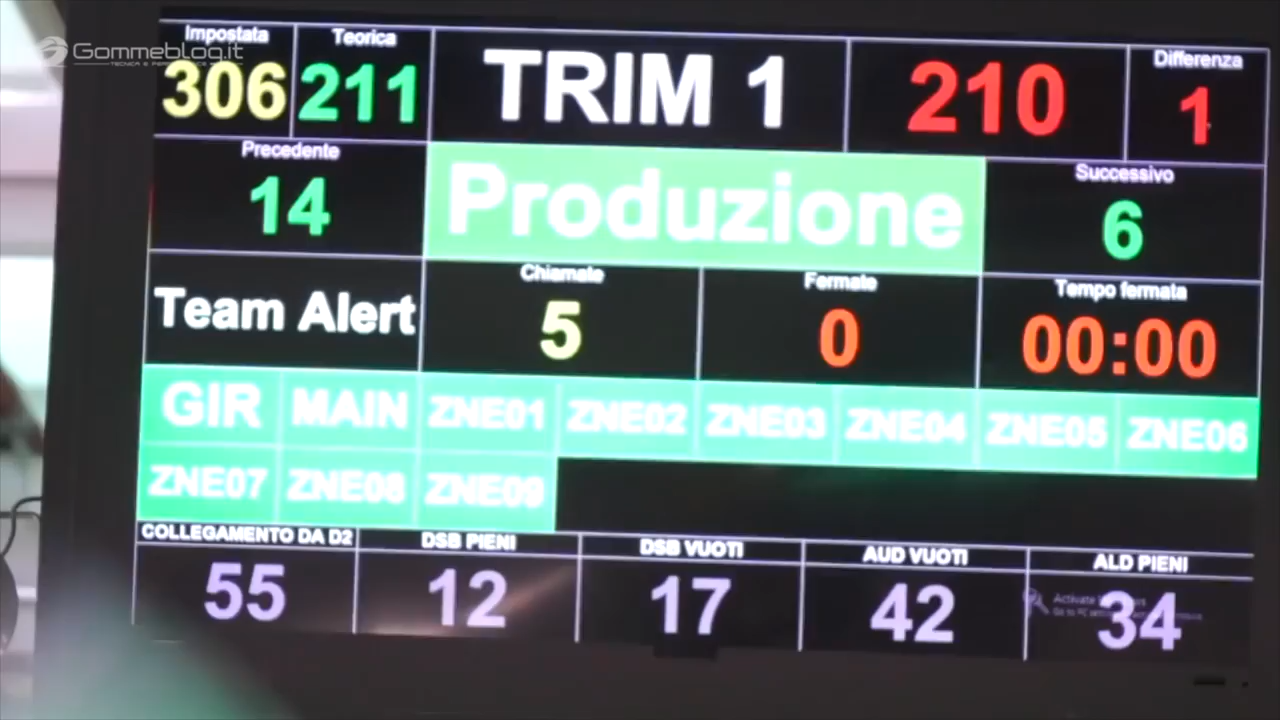 Gommeblog.it
Impostata Teorica TRIM 1 210 Differenza
306 211 1
Precedente Produzione Successivo
14 6
Team Alert Chiamate Fermate Tempo fermata
5 0 00:00
GIR MAIN ZNE01 ZNE02 ZNE03 ZNE04 ZNE05 ZNE06
ZNE07 ZNE08 ZNE09
COLLEGAMENTO DA D2 DSB PIENI DSB VUOTI AUD VUOTI ALD PIENI
55 12 17 42 34